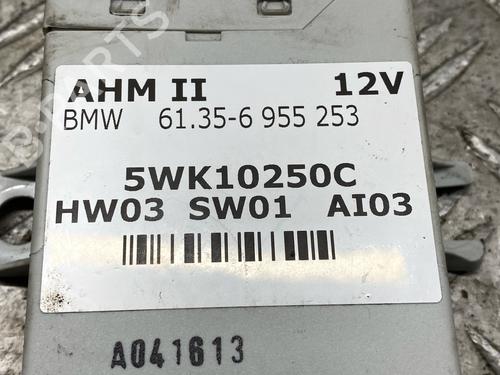 AHM II 12V
BMW 61.35-6 955 253
5WK10250C
HW03 SW01 AI03
A041613